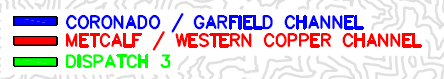 CORONADO / GARFIELD CHANNEL
METCALF / WESTERN COPPER CHANNEL
DISPATCH 3